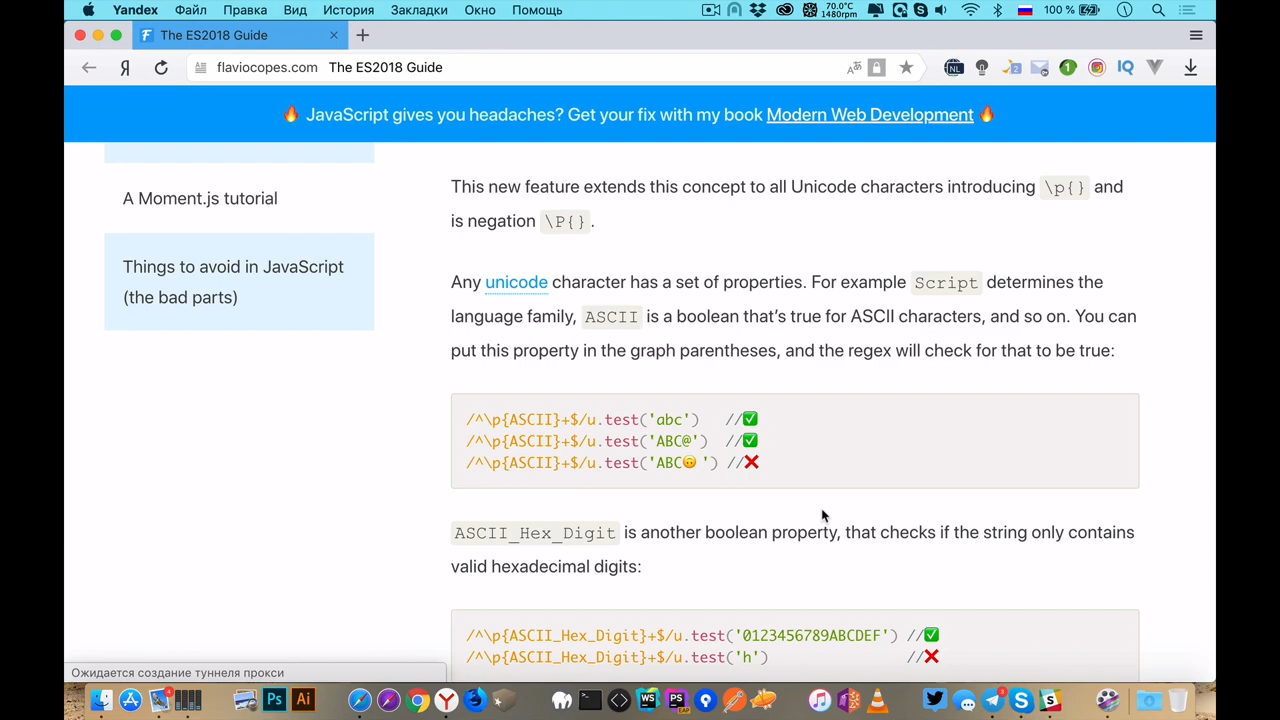 Yandex Файл Правка Вид История Закладки Окно Помощь 70.0°C 1480rpm 100 %
The ES2018 Guide
flaviocopes.com The ES2018 Guide
🔥 JavaScript gives you headaches? Get your fix with my book Modern Web Development 🔥
A Moment.js tutorial
Things to avoid in JavaScript
(the bad parts)
This new feature extends this concept to all Unicode characters introducing \p{} and
is negation \P{}.
Any unicode character has a set of properties. For example Script determines the
language family, ASCII is a boolean that's true for ASCII characters, and so on. You can
put this property in the graph parentheses, and the regex will check for that to be true:
/^\p{ASCII}+$/u.test('abc') //✅
/^\p{ASCII}+$/u.test('ABC@') //✅
/^\p{ASCII}+$/u.test('ABC🙃') //❌
ASCII_Hex_Digit is another boolean property, that checks if the string only contains
valid hexadecimal digits:
/^\p{ASCII_Hex_Digit}+$/u.test('0123456789ABCDEF') //✅
/^\p{ASCII_Hex_Digit}+$/u.test('h') //❌
Ожидается создание туннеля прокси